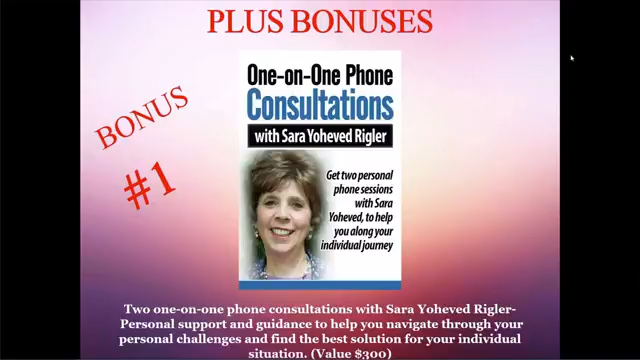 PLUS BONUSES
BONUS
#1
One-on-One Phone
Consultations
with Sara Yoheved Rigler
Get two personal
phone sessions
with Sara
Yoheved, to help
you along your
individual journey
Two one-on-one phone consultations with Sara Yoheved Rigler-
Personal support and guidance to help you navigate through your
personal challenges and find the best solution for your individual
situation. (Value $300)